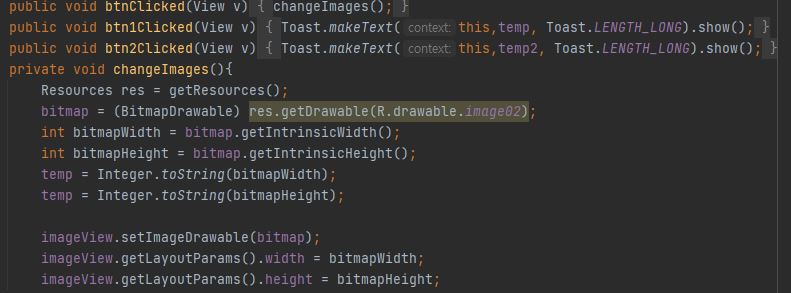 public void btnClicked(View v) { changeImages(); }
public void btn1Clicked(View v) { Toast.makeText( context: this,temp, Toast.LENGTH_LONG).show(); }
public void btn2Clicked(View v) { Toast.makeText( context: this,temp2, Toast.LENGTH_LONG).show(); }
private void changeImages(){
Resources res = getResources();
bitmap = (BitmapDrawable) res.getDrawable(R.drawable.image02);
int bitmapWidth = bitmap.getIntrinsicWidth();
int bitmapHeight = bitmap.getIntrinsicHeight();
temp = Integer.toString(bitmapWidth);
temp = Integer.toString(bitmapHeight);
imageView.setImageDrawable(bitmap);
imageView.getLayoutParams().width = bitmapWidth;
imageView.getLayoutParams().height = bitmapHeight;